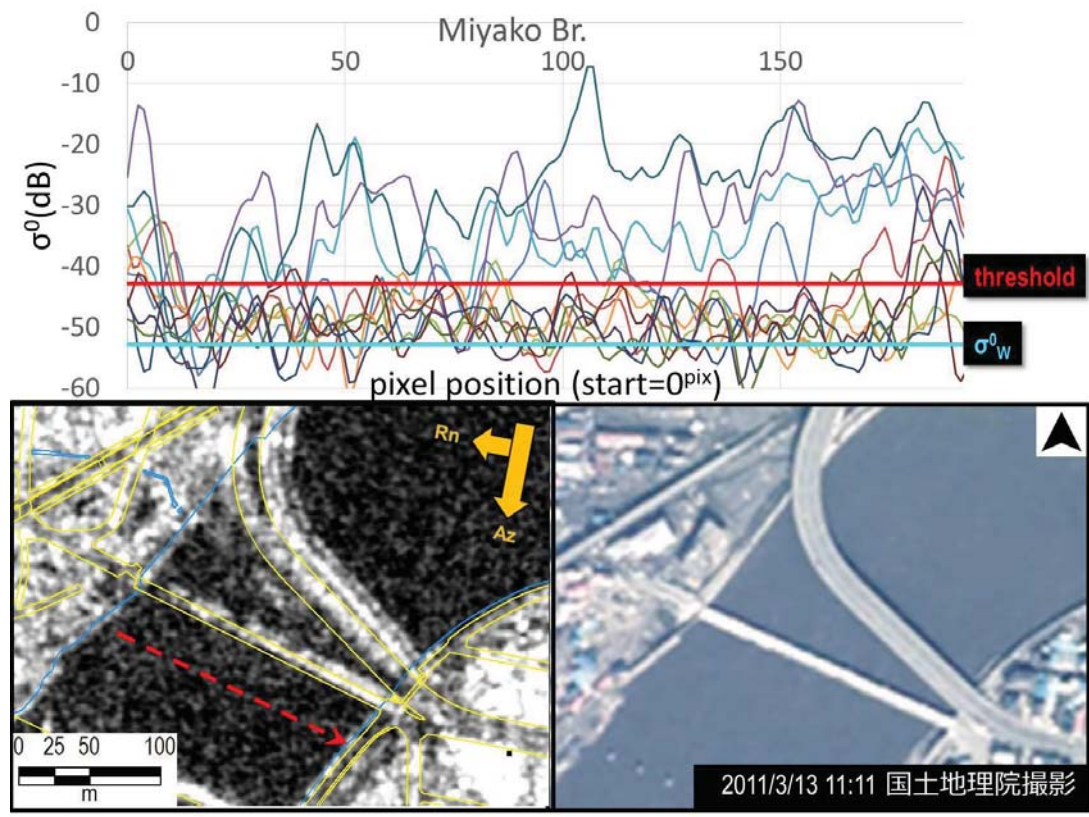 Miyako Br.
0
0 50 100 150
-10
-20
-30
-40
-50
-60
σ⁰(dB)
threshold
σ⁰W
pixel position (start=0ᵖⁱˣ)
Rn
Az
0 25 50 100
m
2011/3/13 11:11 国土地理院撮影